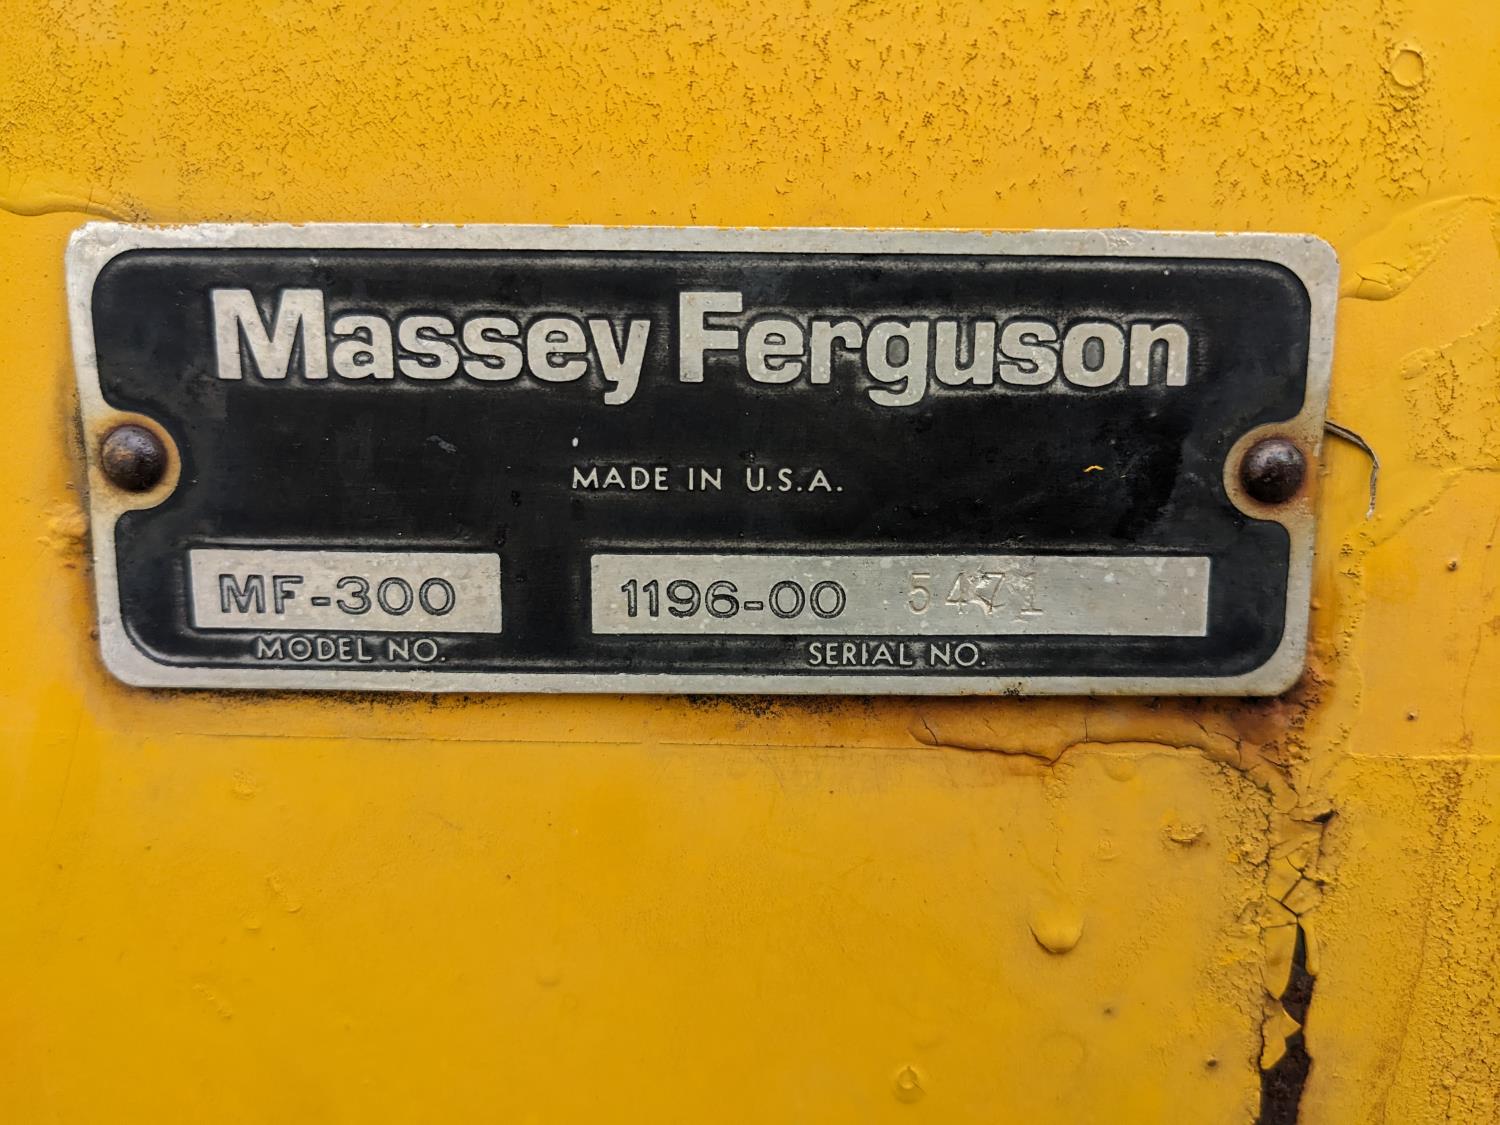 Massey Ferguson
MADE IN U.S.A.
MF-300 1196-00 5471
MODEL NO. SERIAL NO.